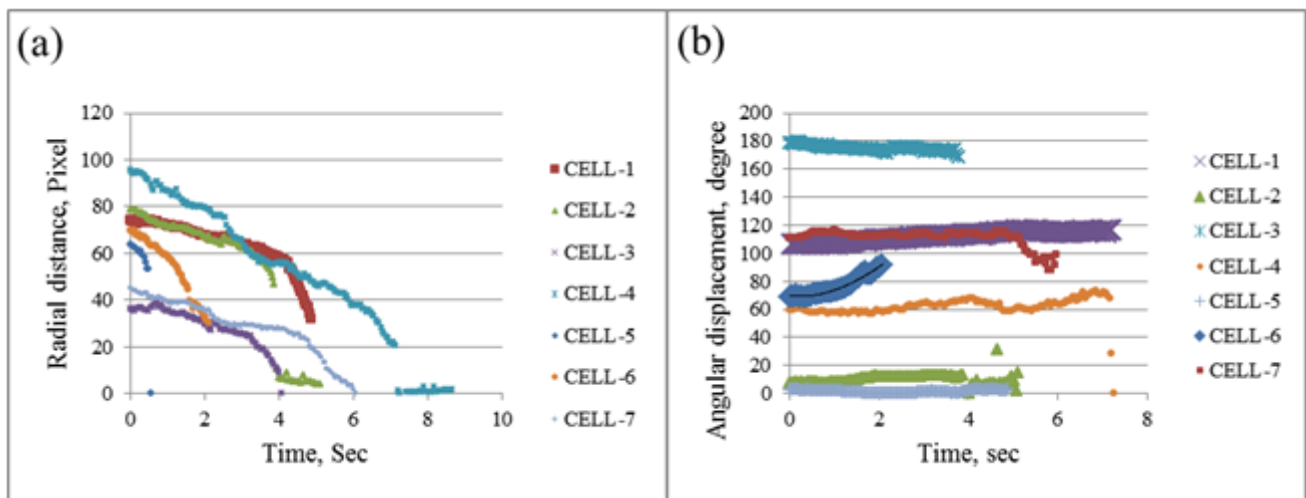 (a)
Radial distance, Pixel
120
100
80
60
40
20
0
0 2 4 6 8 10
Time, Sec
CELL-1
CELL-2
CELL-3
CELL-4
CELL-5
CELL-6
CELL-7
(b)
Angular displacement, degree
200
180
160
140
120
100
80
60
40
20
0
0 2 4 6 8
Time, sec
CELL-1
CELL-2
CELL-3
CELL-4
CELL-5
CELL-6
CELL-7